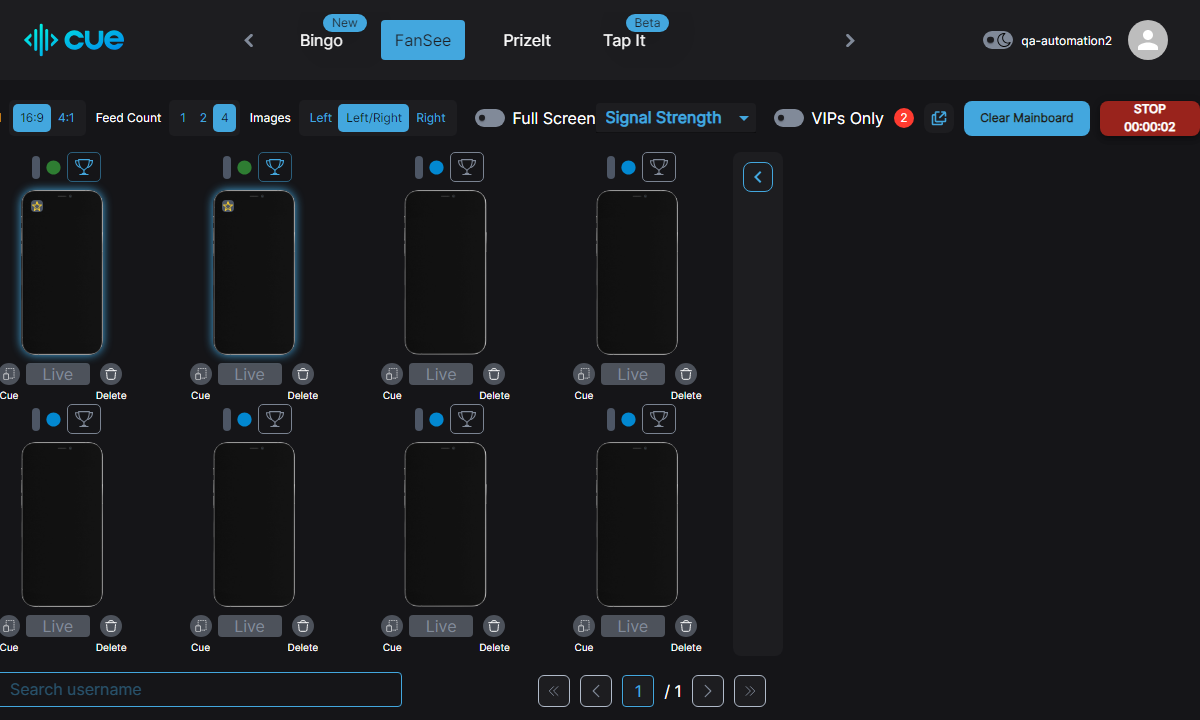 cue
New
Bingo
FanSee
PrizeIt
Beta
Tap It
qa-automation2
16:9
4:1
Feed Count
1
2
4
Images
Left
Left/Right
Right
Full Screen
Signal Strength
VIPs Only
2
Clear Mainboard
STOP
00:00:02
Live
Live
Live
Live
Cue
Delete
Cue
Delete
Cue
Delete
Cue
Delete
Live
Live
Live
Live
Cue
Delete
Cue
Delete
Cue
Delete
Cue
Delete
Search username
1
/ 1